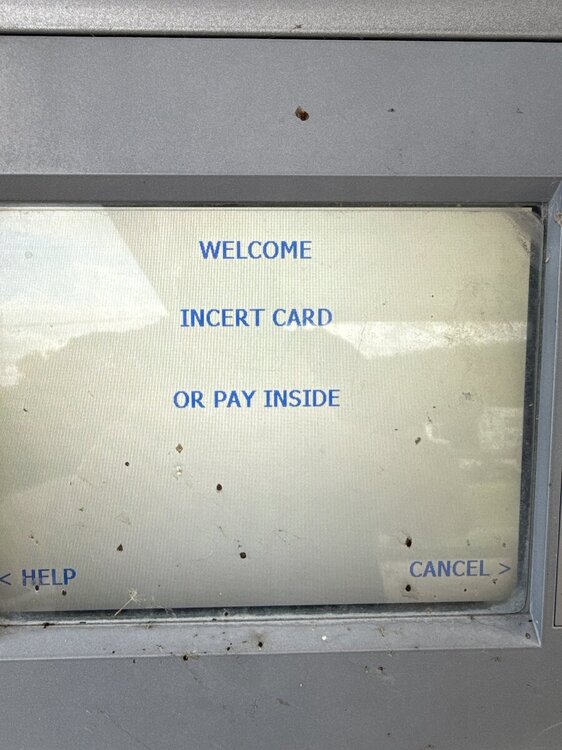 WELCOME
INCERT CARD
OR PAY INSIDE
< HELP
CANCEL >